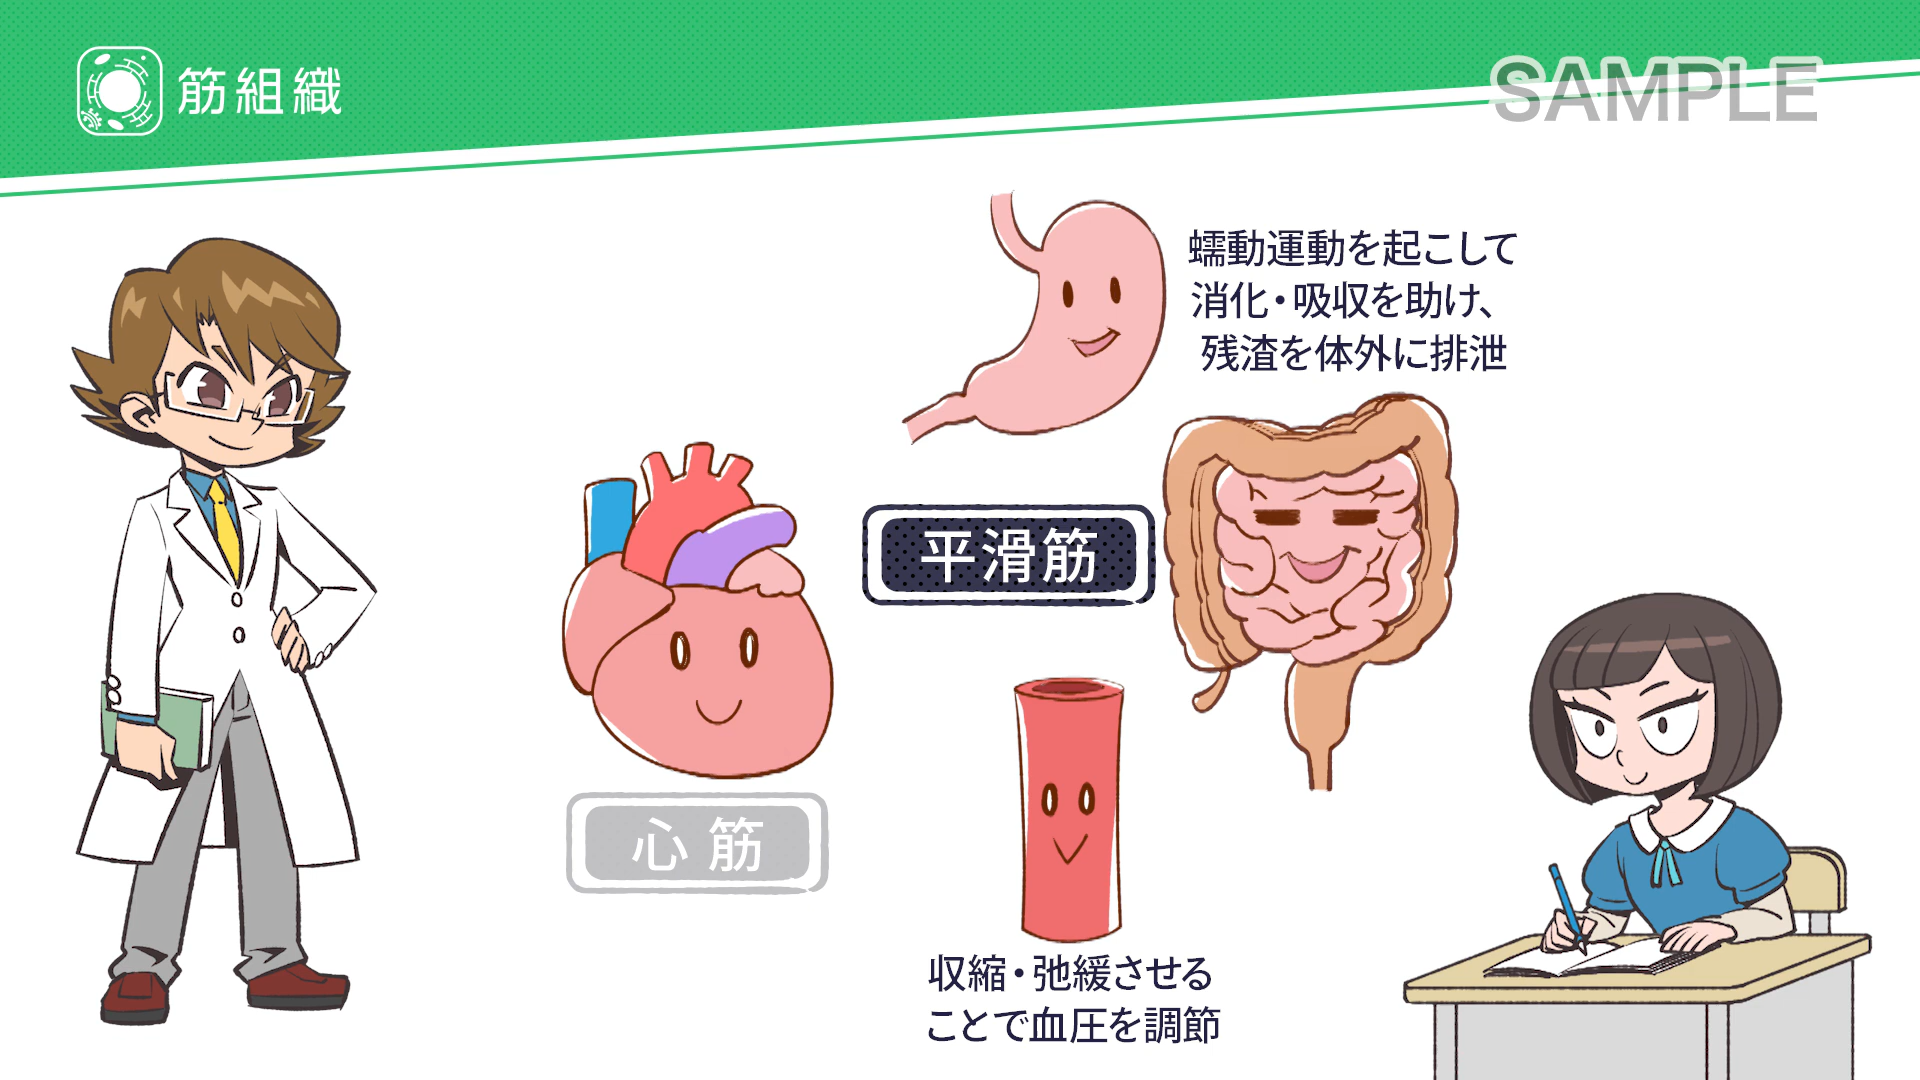 筋組織
SAMPLE
蠕動運動を起こして
消化・吸収を助け、
残渣を体外に排泄
平滑筋
心筋
収縮・弛緩させる
ことで血圧を調節